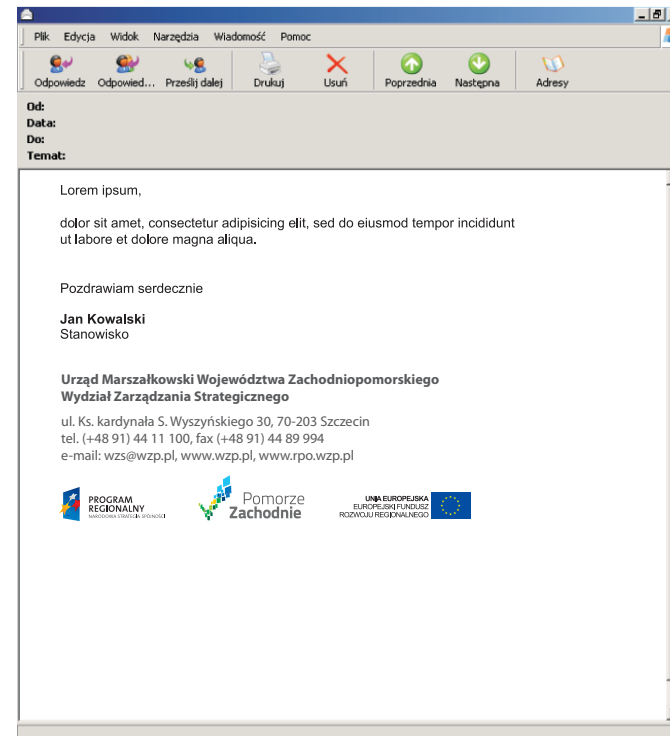 Plik Edycja Widok Narzędzia Wiadomość Pomoc
Odpowiedz Odpowied... Prześlij dalej Drukuj Usuń Poprzednia Następna Adresy
Od:
Data:
Do:
Temat:
Lorem ipsum,
dolor sit amet, consectetur adipisicing elit, sed do eiusmod tempor incididunt
ut labore et dolore magna aliqua.
Pozdrawiam serdecznie
Jan Kowalski
Stanowisko
Urząd Marszałkowski Województwa Zachodniopomorskiego
Wydział Zarządzania Strategicznego
ul. Ks. kardynała S. Wyszyńskiego 30, 70-203 Szczecin
tel. (+48 91) 44 11 100, fax (+48 91) 44 89 994
e-mail: wzs@wzp.pl, www.wzp.pl, www.rpo.wzp.pl
PROGRAM
REGIONALNY
NARODOWA STRATEGIA SPÓJNOŚCI
Pomorze
Zachodnie
UNIA EUROPEJSKA
EUROPEJSKI FUNDUSZ
ROZWOJU REGIONALNEGO